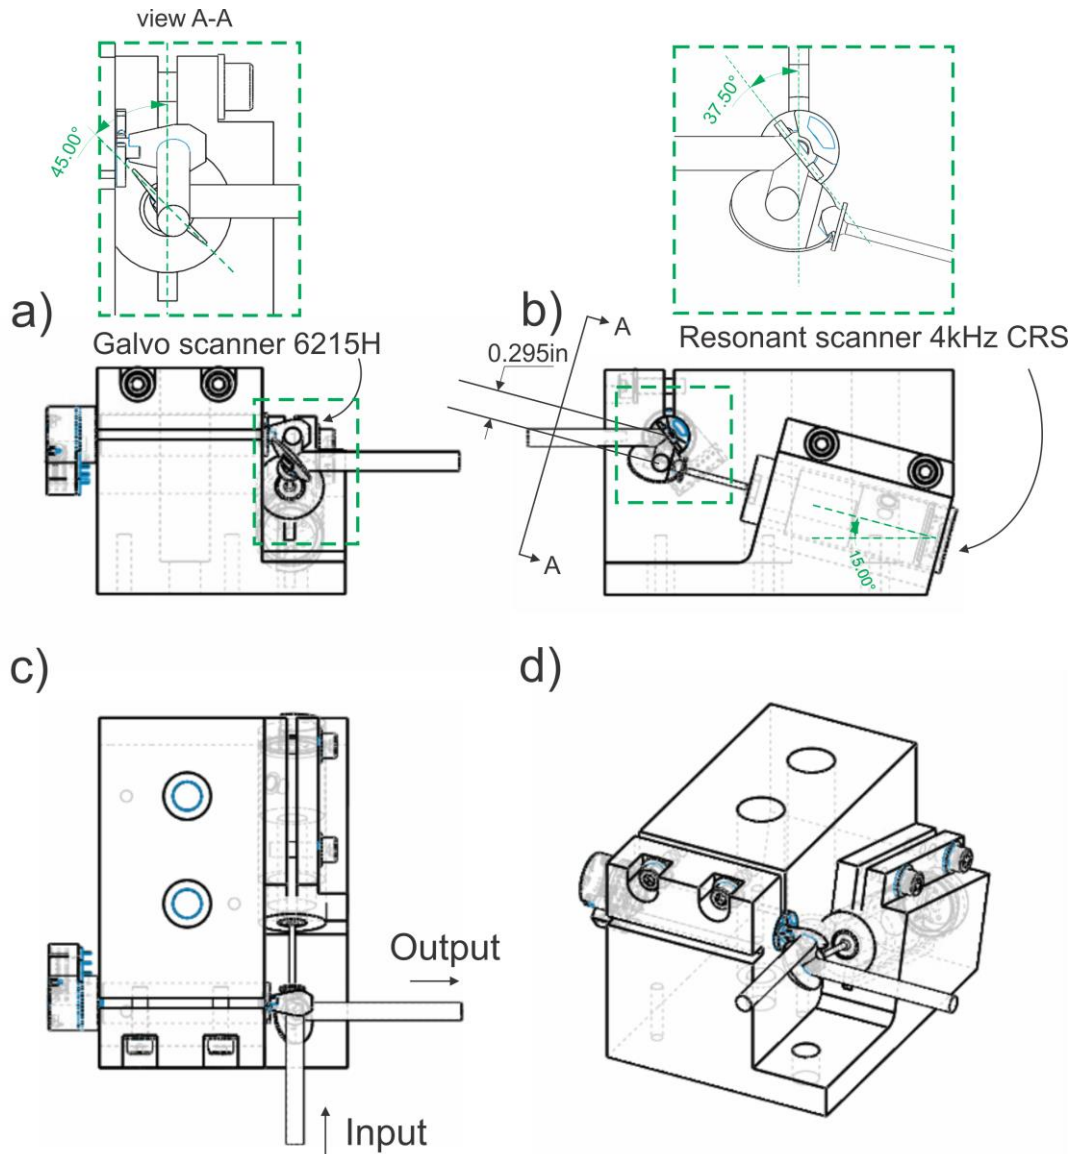 view A-A
45.00°
37.50°
a)
Galvo scanner 6215H
b)
A
0.295in
Resonant scanner 4kHz CRS
A
15.00°
c)
d)
Output
Input